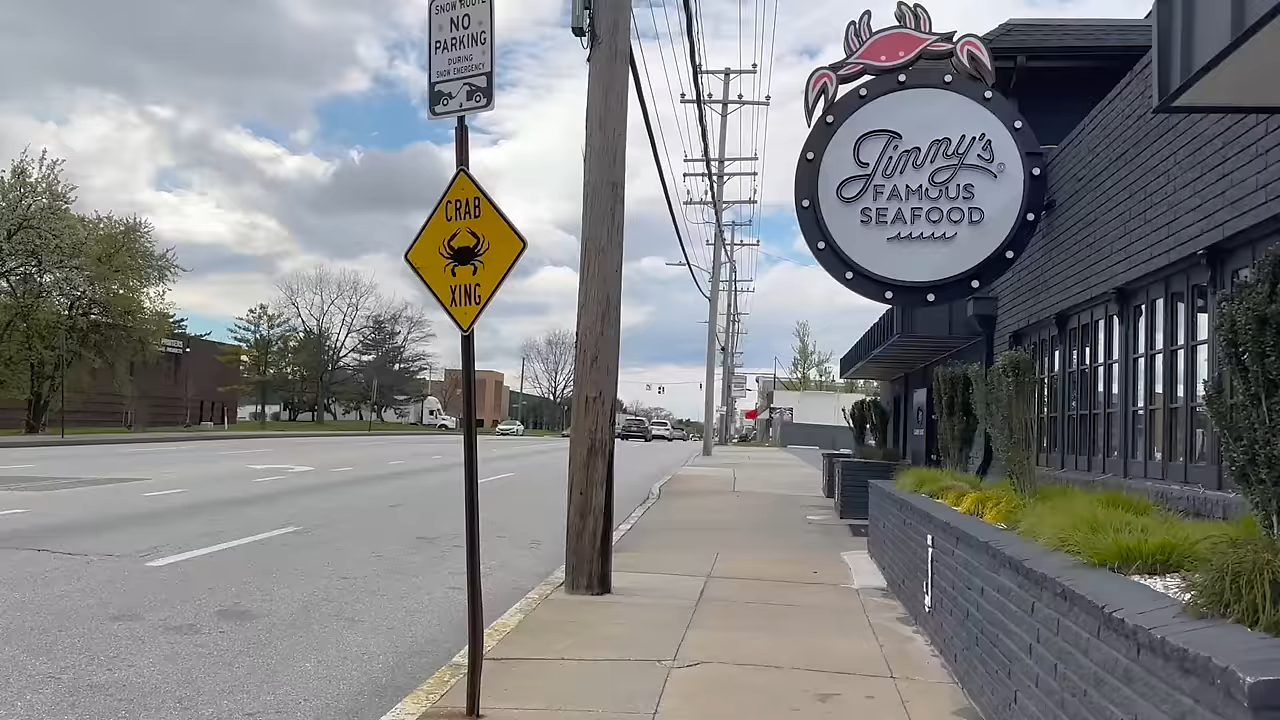 SNOW ROUTE
NO
PARKING
DURING
SNOW EMERGENCY
CRAB
XING
Jimmy's
FAMOUS
SEAFOOD
j